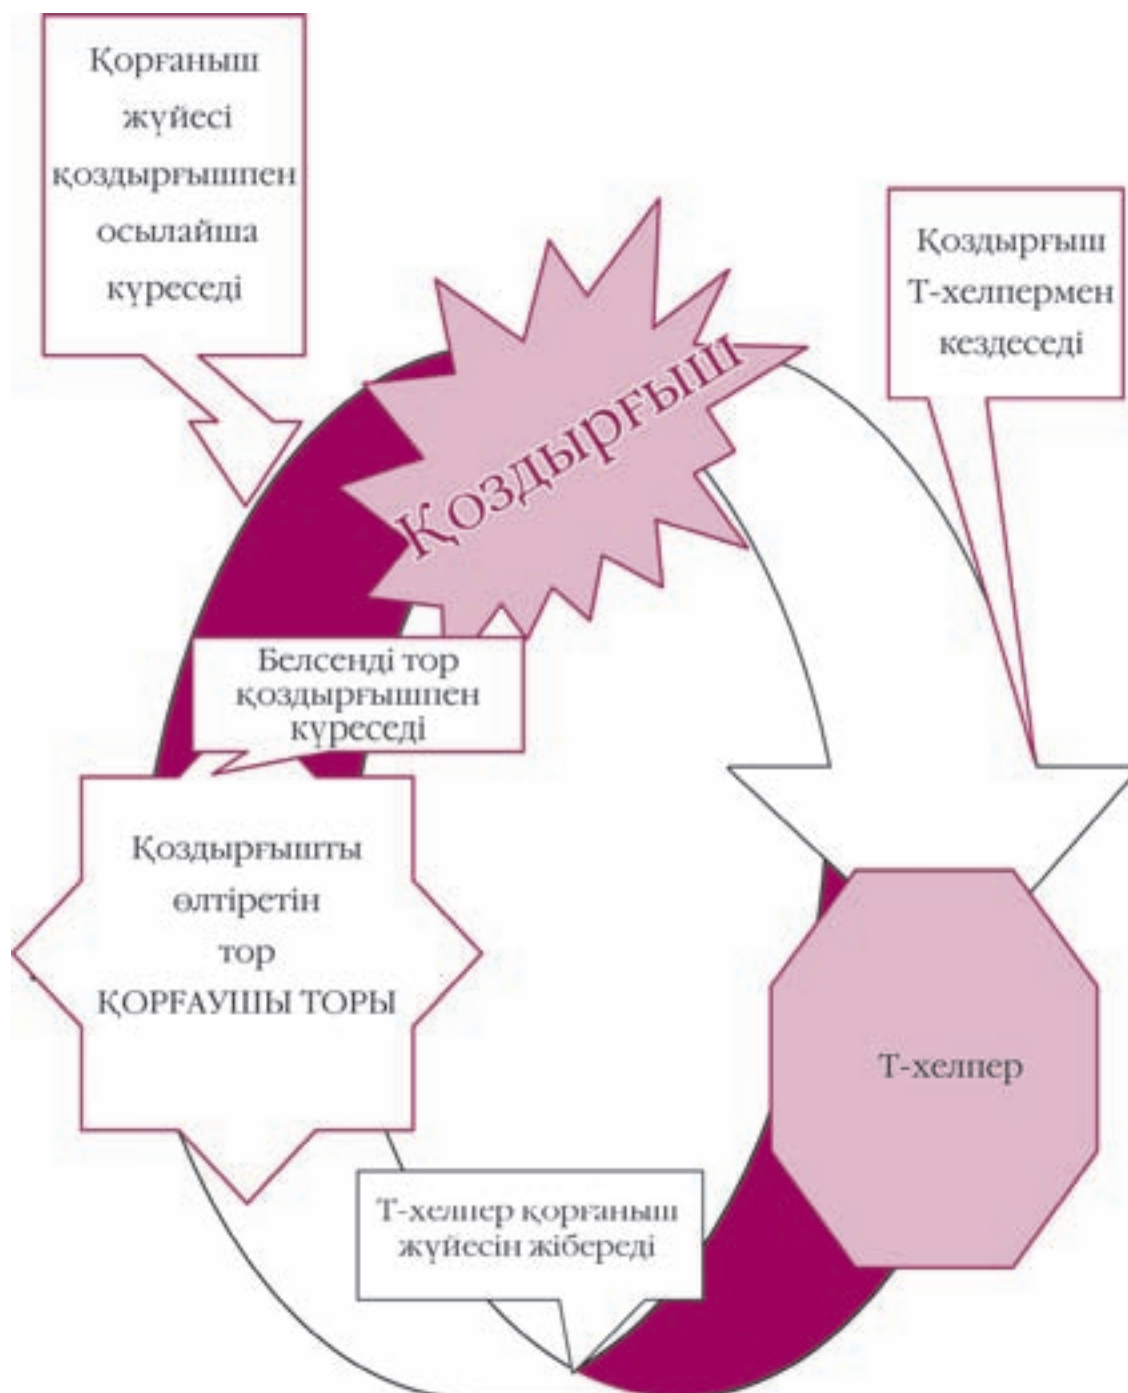 Қорғаныш
жүйесі
қоздырғышпен
осылайша
күреседі
Қоздырғыш
Т-хелпермен
кездеседі
Қоздырғыш
Белсенді тор
қоздырғышпен
күреседі
Қоздырғышты
өлтіретін
тор
ҚОРҒАУШЫ ТОРЫ
Т-хелпер
Т-хелпер қорғаныш
жүйесін жібереді